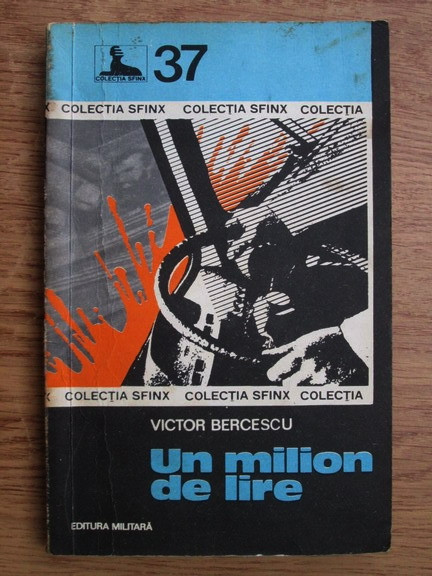 COLECȚIA SFINX
37
X COLECȚIA SFINX COLECȚIA SFINX COLECȚIA
X COLECȚIA SFINX COLECȚIA SFINX COLECȚIA
VICTOR BERCESCU
Un milion
de lire
EDITURA MILITARĂ